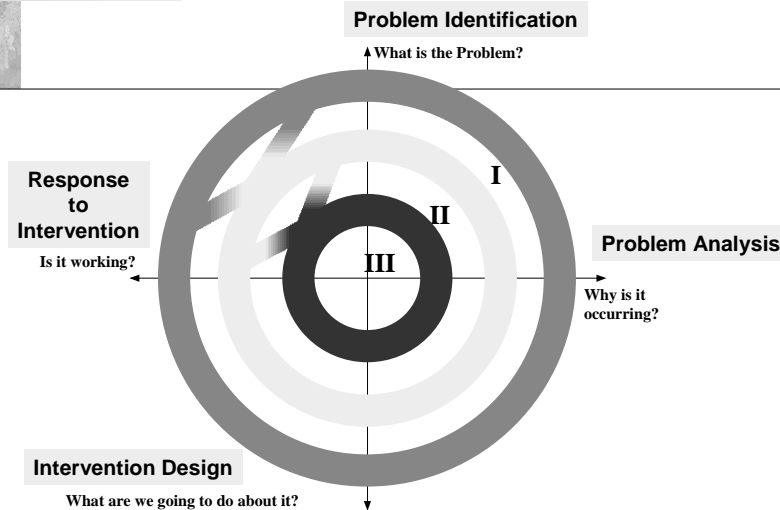 Problem Identification
What is the Problem?
I
Response
to
Intervention
II
Problem Analysis
Is it working?
III
Why is it
occurring?
Intervention Design
What are we going to do about it?